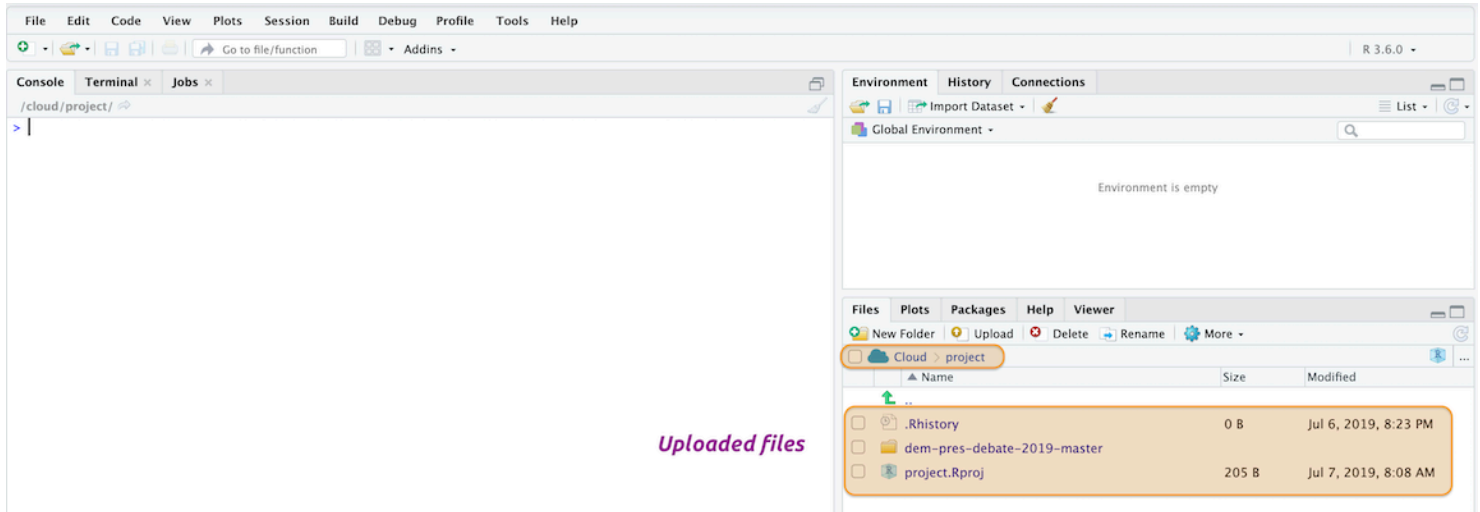 File Edit Code View Plots Session Build Debug Profile Tools Help
Go to file/function Addins R 3.6.0
Console Terminal Jobs
/cloud/project/
>
Environment History Connections
Import Dataset List
Global Environment
Environment is empty
Files Plots Packages Help Viewer
New Folder Upload Delete Rename More
Cloud > project ...
Name Size Modified
..
.Rhistory 0 B Jul 6, 2019, 8:23 PM
dem-pres-debate-2019-master
project.Rproj 205 B Jul 7, 2019, 8:08 AM
Uploaded files